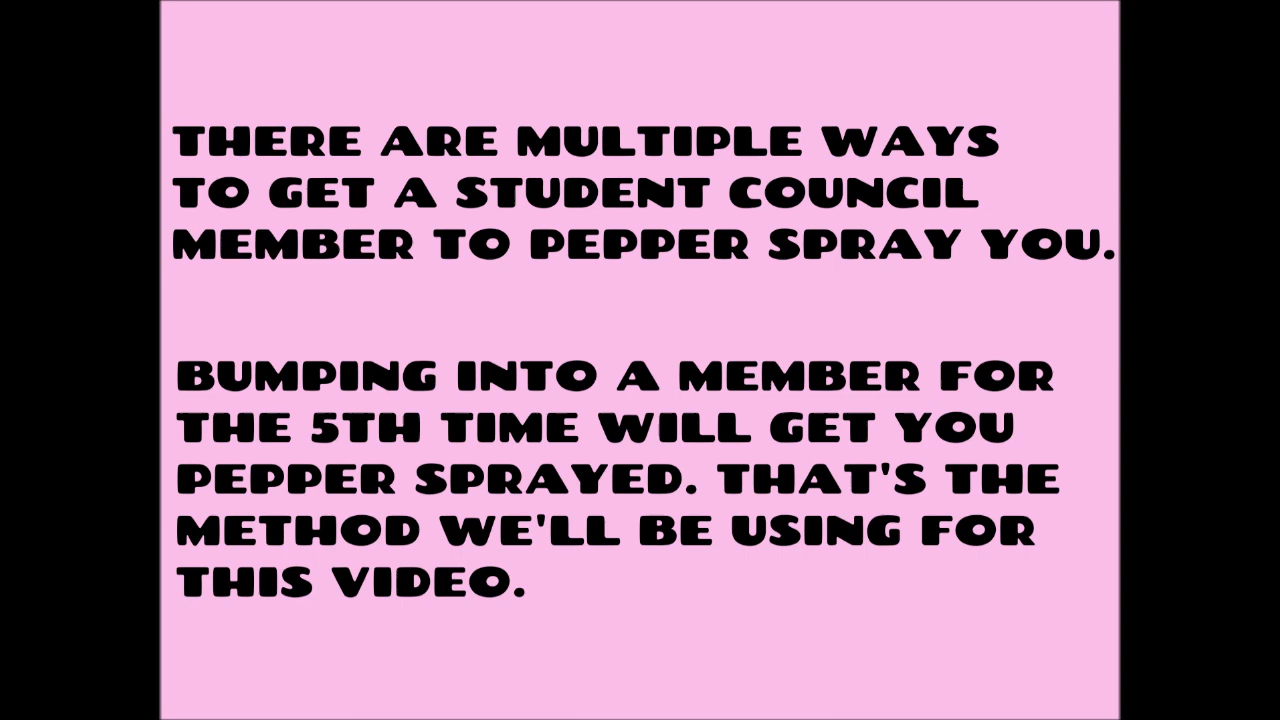 THERE ARE MULTIPLE WAYS
TO GET A STUDENT COUNCIL
MEMBER TO PEPPER SPRAY YOU.
BUMPING INTO A MEMBER FOR
THE 5TH TIME WILL GET YOU
PEPPER SPRAYED. THAT'S THE
METHOD WE'LL BE USING FOR
THIS VIDEO.